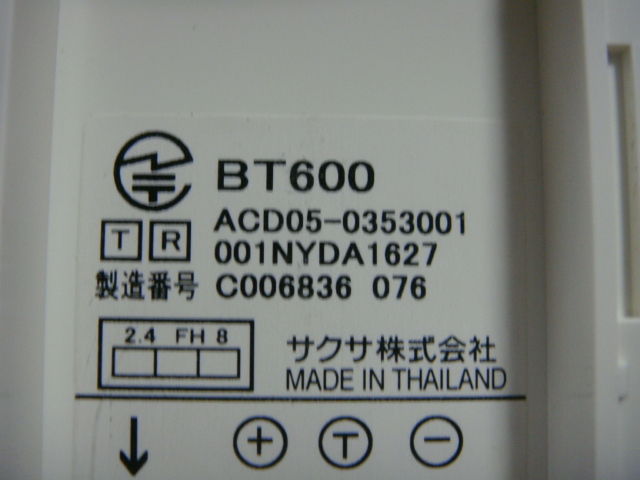 BT600
T R
ACD05-0353001
001NYDA1627
製造番号 C006836 076
2.4 FH 8
サクサ株式会社
MADE IN THAILAND
↓ + T −